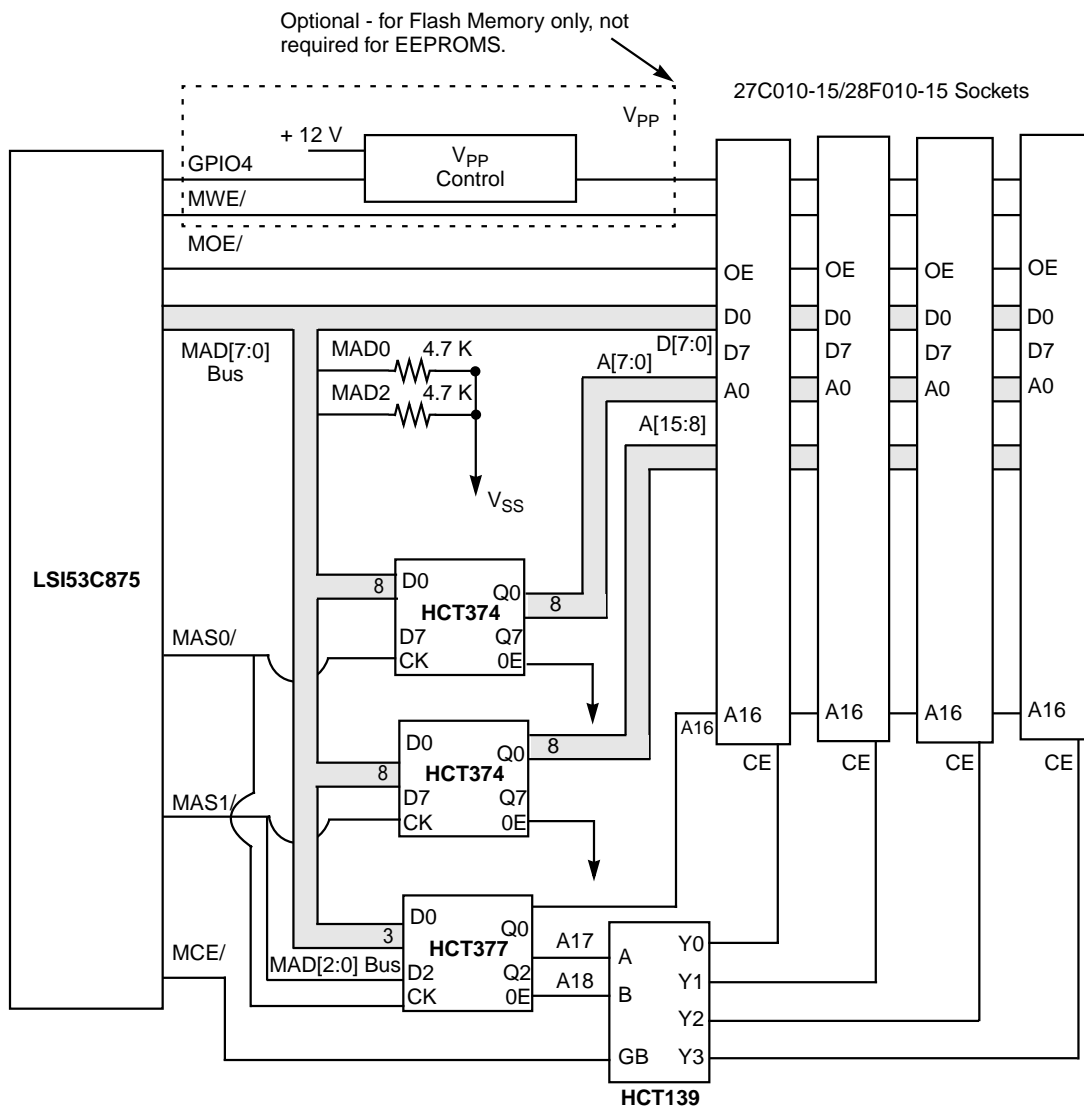 Optional - for Flash Memory only, not
required for EEPROMS.
27C010-15/28F010-15 Sockets
VPP
+ 12 V
VPP
Control
GPIO4
MWE/
MOE/
OE
OE
OE
OE
D0
D0
D0
D0
MAD[7:0]
Bus
MAD0
4.7 K
D[7:0]
D7
D7
D7
D7
MAD2
4.7 K
A[7:0]
A0
A0
A0
A0
A[15:8]
VSS
LSI53C875
8
D0
Q0
8
HCT374
D7
Q7
CK
0E
MAS0/
A16
A16
A16
A16
A16
CE
CE
CE
CE
8
D0
Q0
8
HCT374
D7
Q7
CK
0E
MAS1/
3
D0
Q0
HCT377
MAD[2:0] Bus
D2
Q2
CK
0E
A17
A18
MCE/
A
B
GB
Y0
Y1
Y2
Y3
HCT139